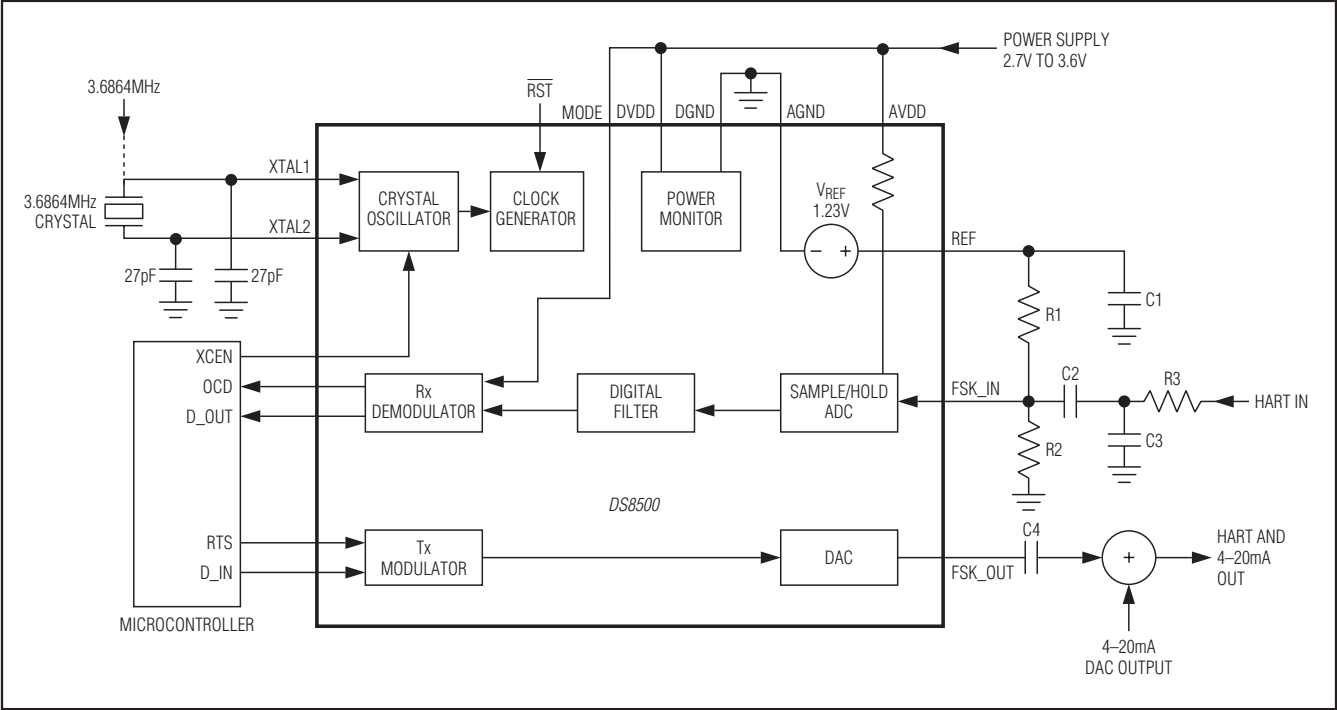 POWER SUPPLY
2.7V TO 3.6V
3.6864MHz
RST
MODE
DVDD
DGND
AGND
AVDD
XTAL1
3.6864MHz
CRYSTAL
XTAL2
CRYSTAL
OSCILLATOR
CLOCK
GENERATOR
POWER
MONITOR
VREF
1.23V
– +
REF
27pF
27pF
R1
C1
XCEN
OCD
D_OUT
Rx
DEMODULATOR
DIGITAL
FILTER
SAMPLE/HOLD
ADC
FSK_IN
C2
R3
HART IN
R2
C3
DS8500
RTS
D_IN
Tx
MODULATOR
DAC
FSK_OUT
C4
+
HART AND
4–20mA
OUT
MICROCONTROLLER
4–20mA
DAC OUTPUT